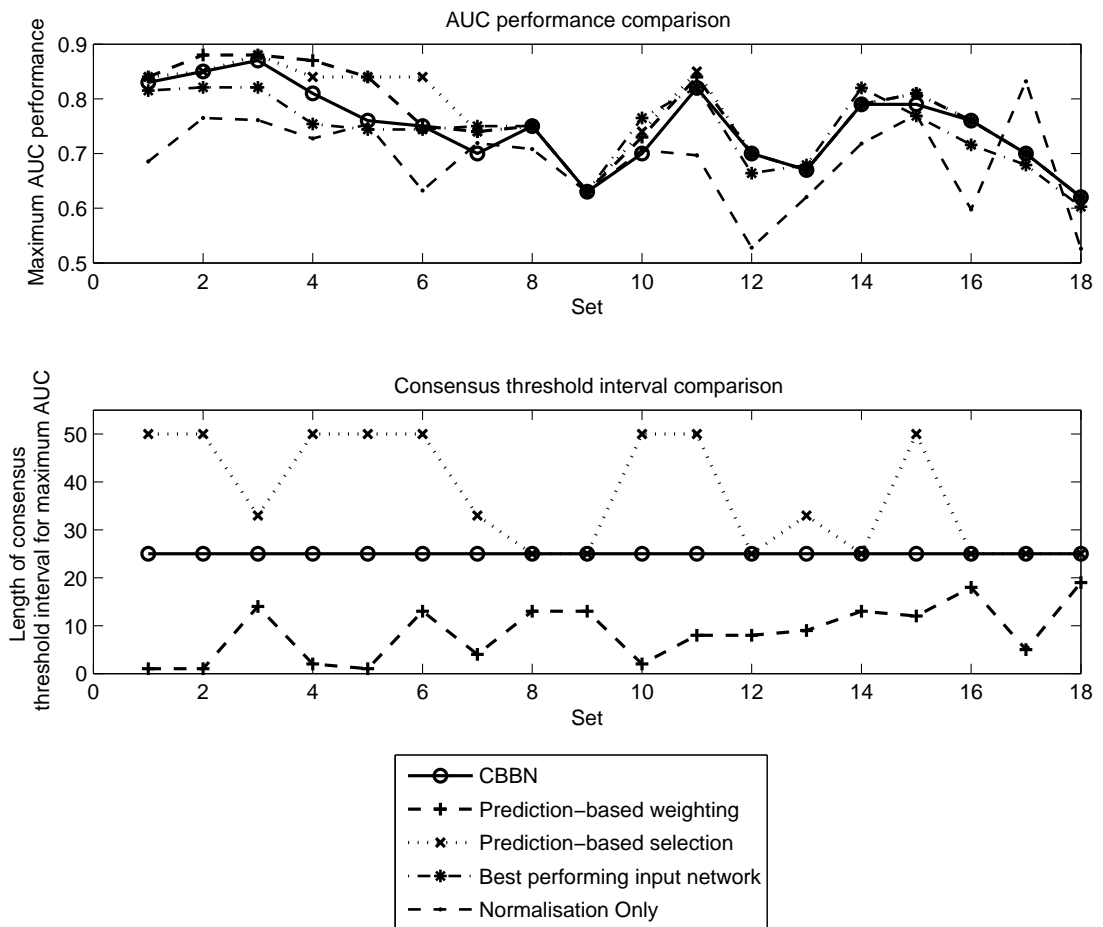 AUC performance comparison
Maximum AUC performance
0.9
0.8
0.7
0.6
0.5
0 2 4 6 8 10 12 14 16 18
Set
Consensus threshold interval comparison
Length of consensus
threshold interval for maximum AUC
50
40
30
20
10
0
0 2 4 6 8 10 12 14 16 18
Set
CBBN
Prediction−based weighting
Prediction−based selection
Best performing input network
Normalisation Only